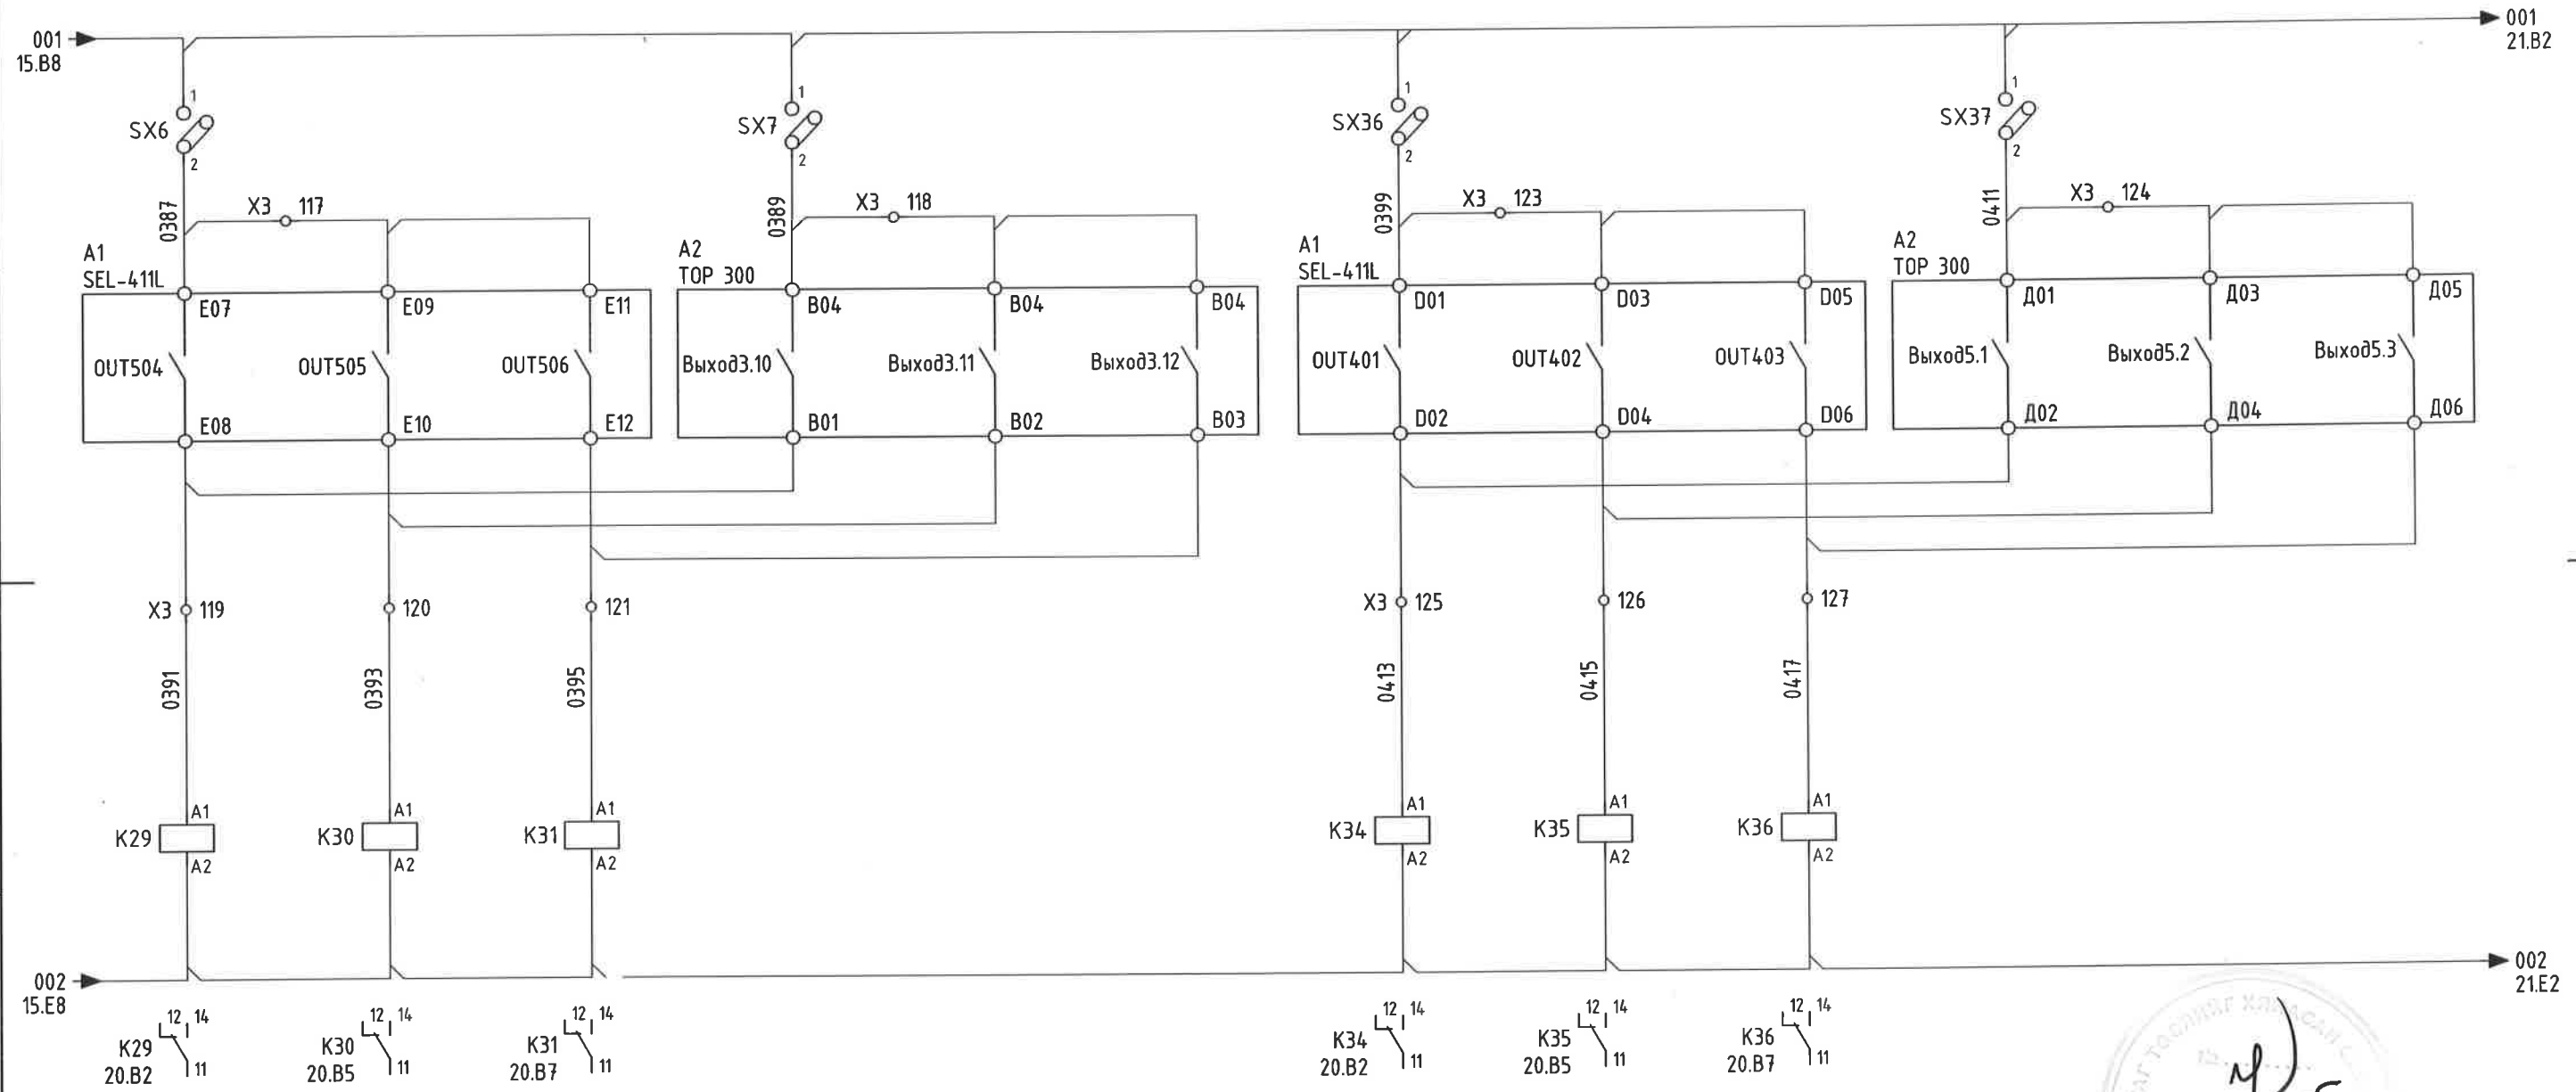 001
15.B8
001
21.B2
1
SX6
2
1
SX7
2
1
SX36
2
1
SX37
2
0387
X3 117
0389
X3 118
0399
X3 123
0411
X3 124
A1
SEL-411L
A2
TOP 300
A1
SEL-411L
A2
TOP 300
E07
E09
E11
B04
B04
B04
D01
D03
D05
Д01
Д03
Д05
OUT504
OUT505
OUT506
Выход3.10
Выход3.11
Выход3.12
OUT401
OUT402
OUT403
Выход5.1
Выход5.2
Выход5.3
E08
E10
E12
B01
B02
B03
D02
D04
D06
Д02
Д04
Д06
X3 119
120
121
X3 125
126
127
0391
0393
0395
0413
0415
0417
A1
K29
A2
A1
K30
A2
A1
K31
A2
A1
K34
A2
A1
K35
A2
A1
K36
A2
002
15.E8
002
21.E2
12 14
K29
20.B2
11
12 14
K30
20.B5
11
12 14
K31
20.B7
11
12 14
K34
20.B2
11
12 14
K35
20.B5
11
12 14
K36
20.B7
11